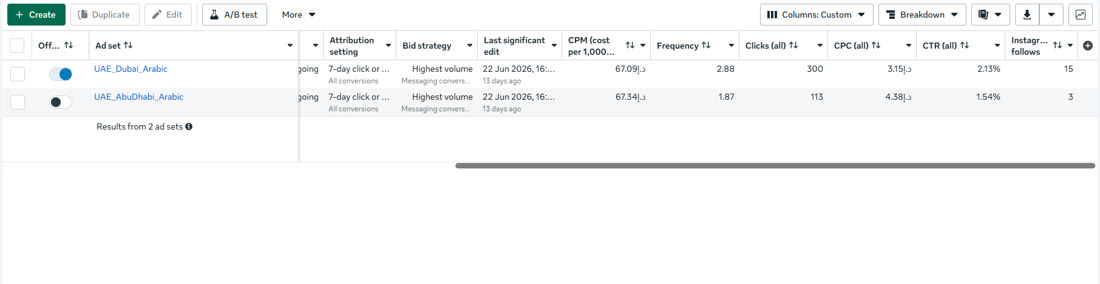 + Create Duplicate Edit A/B test More Columns: Custom Breakdown
Off... Ad set Attribution setting Bid strategy Last significant edit CPM (cost per 1,000... Frequency Clicks (all) CPC (all) CTR (all) Instagr... follows
UAE_Dubai_Arabic going 7-day click or ... Highest volume 22 Jun 2026, 16:... 67.09د.إ 2.88 300 3.15د.إ 2.13% 15
All conversions Messaging convers... 13 days ago
UAE_AbuDhabi_Arabic going 7-day click or ... Highest volume 22 Jun 2026, 16:... 67.34د.إ 1.87 113 4.38د.إ 1.54% 3
All conversions Messaging convers... 13 days ago
Results from 2 ad sets